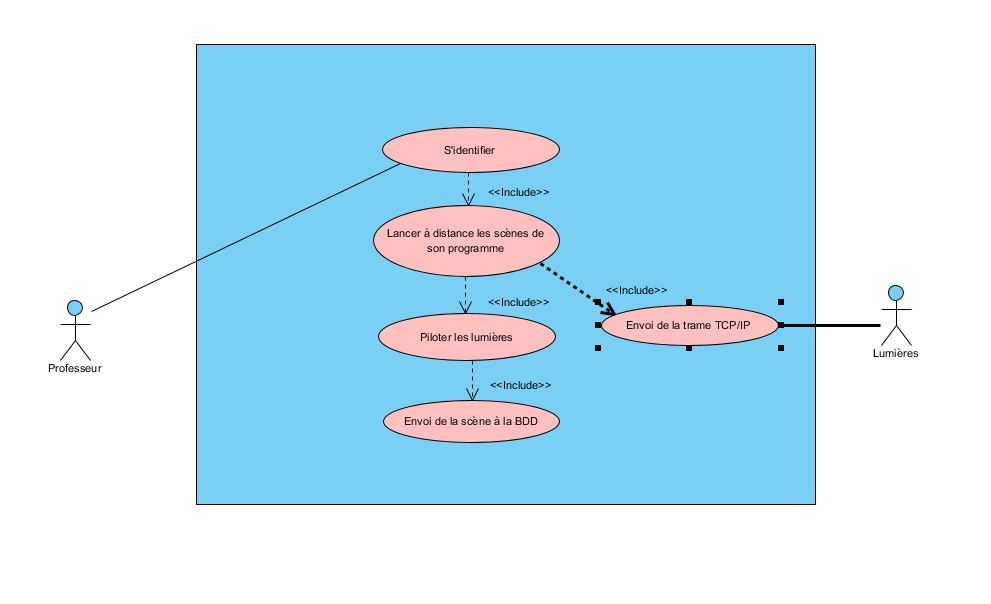 S'identifier
<<Include>>
Lancer à distance les scènes de
son programme
<<Include>>
<<Include>>
Envoi de la trame TCP/IP
Piloter les lumières
Lumières
Professeur
<<Include>>
Envoi de la scène à la BDD